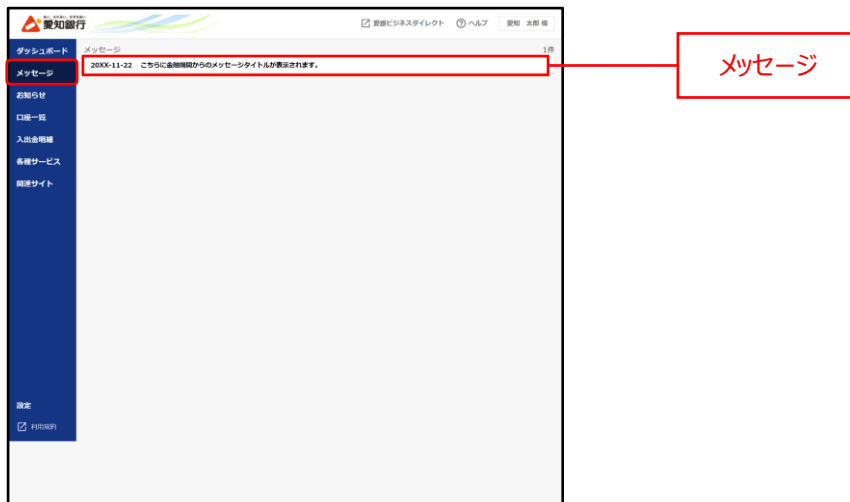 愛知銀行
愛銀ビジネスダイレクト
ヘルプ
愛知 太郎 様
ダッシュボード
メッセージ
1件
メッセージ
20XX-11-22 こちらに金融機関からのメッセージタイトルが表示されます。
メッセージ
お知らせ
口座一覧
入出金明細
各種サービス
関連サイト
設定
利用規約